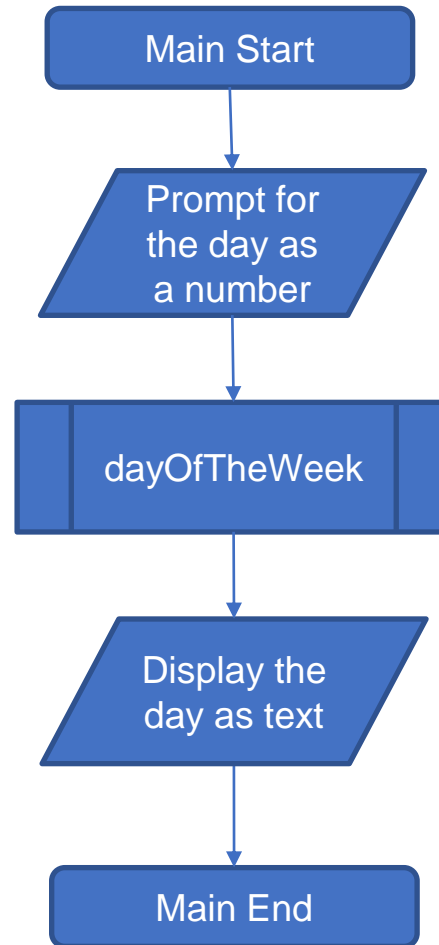 Main Start
Prompt for
the day as
a number
dayOfTheWeek
Display the
day as text
Main End